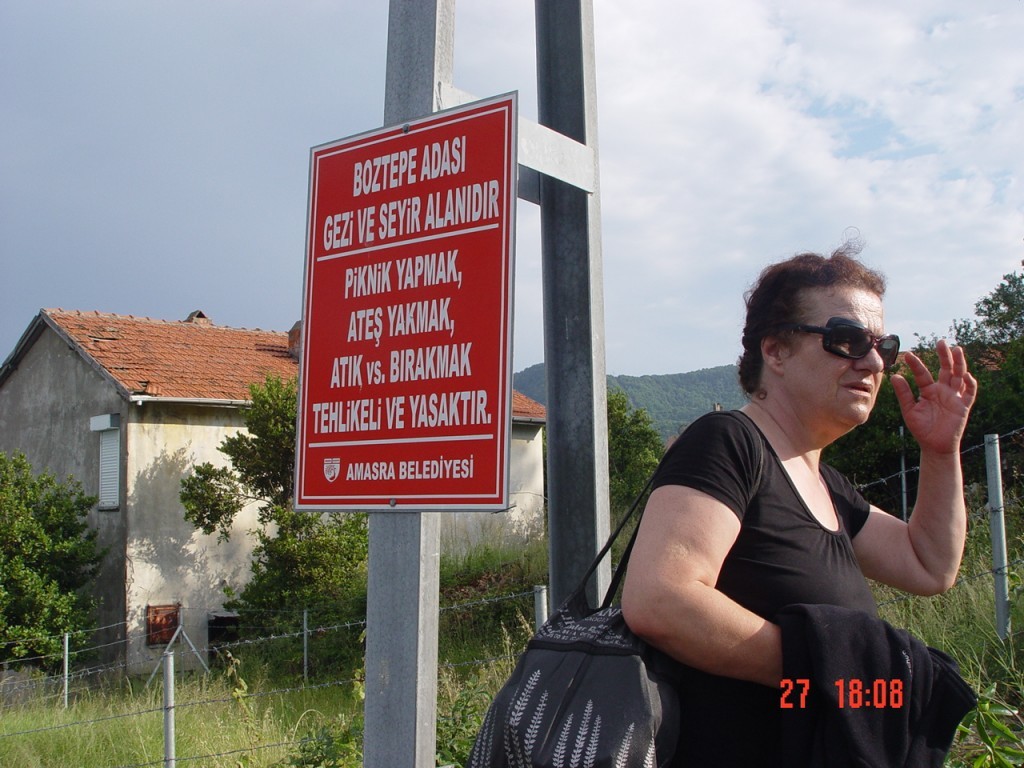 BOZTEPE ADASI
GEZİ VE SEYİR ALANIDIR
PİKNİK YAPMAK,
ATEŞ YAKMAK,
ATIK vs. BIRAKMAK
TEHLİKELİ VE YASAKTIR.
AMASRA BELEDİYESİ
27 18:08